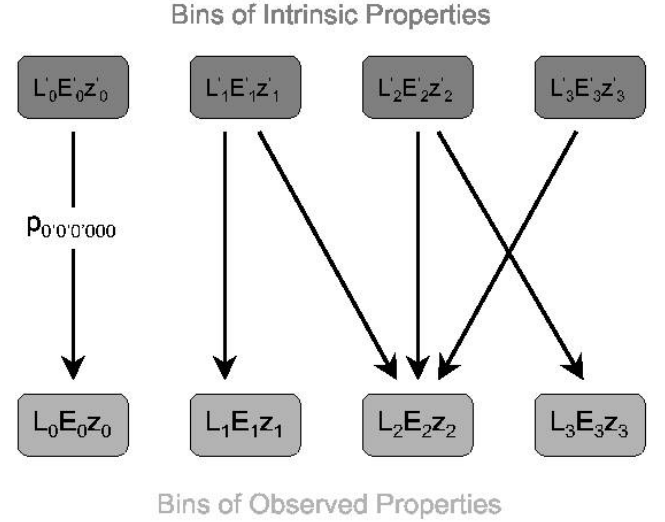 Bins of Intrinsic Properties
L'₀E'₀z'₀ L'₁E'₁z'₁ L'₂E'₂z'₂ L'₃E'₃z'₃
p₀'₀'₀'₀₀₀
L₀E₀z₀ L₁E₁z₁ L₂E₂z₂ L₃E₃z₃
Bins of Observed Properties